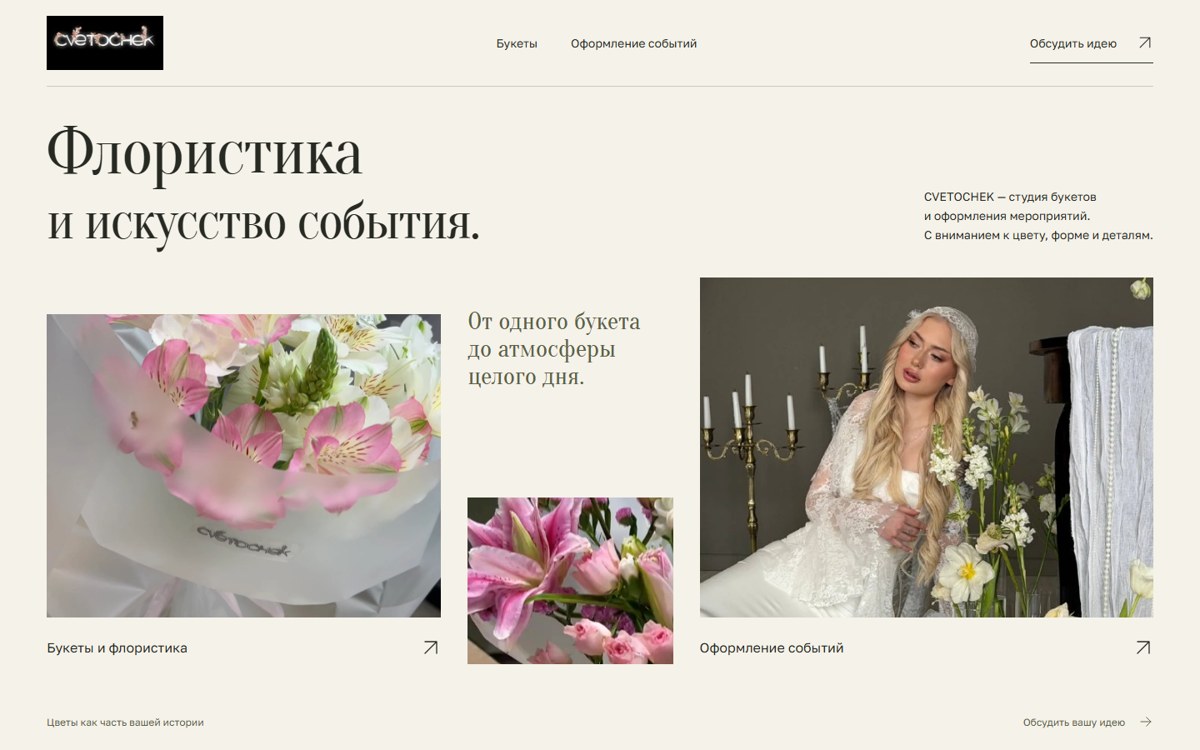 CVETOCHEK
Букеты
Оформление событий
Обсудить идею
Флористика
и искусство события.
CVETOCHEK — студия букетов
и оформления мероприятий.
С вниманием к цвету, форме и деталям.
От одного букета
до атмосферы
целого дня.
CVETOCHEK
Букеты и флористика
Оформление событий
Цветы как часть вашей истории
Обсудить вашу идею